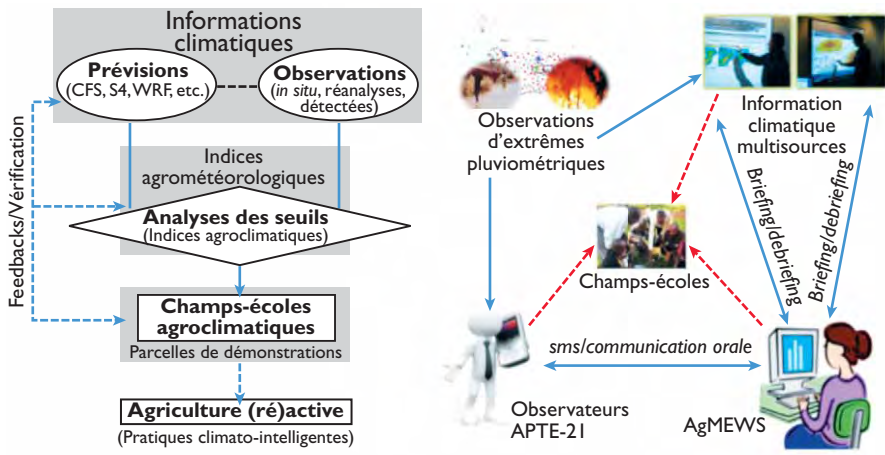 Informations
climatiques
Prévisions
(CFS, S4, WRF, etc.)
Observations
(in situ, réanalyses,
détectées)
Feedbacks/Vérification
Indices
agrométéorologiques
Analyses des seuils
(Indices agroclimatiques)
Champs-écoles
agroclimatiques
Parcelles de démonstrations
Agriculture (ré)active
(Pratiques climato-intelligentes)
Observations
d'extrêmes
pluviométriques
Information
climatique
multisources
Champs-écoles
Briefing/debriefing
Briefing/debriefing
sms/communication orale
Observateurs
APTE-21
AgMEWS